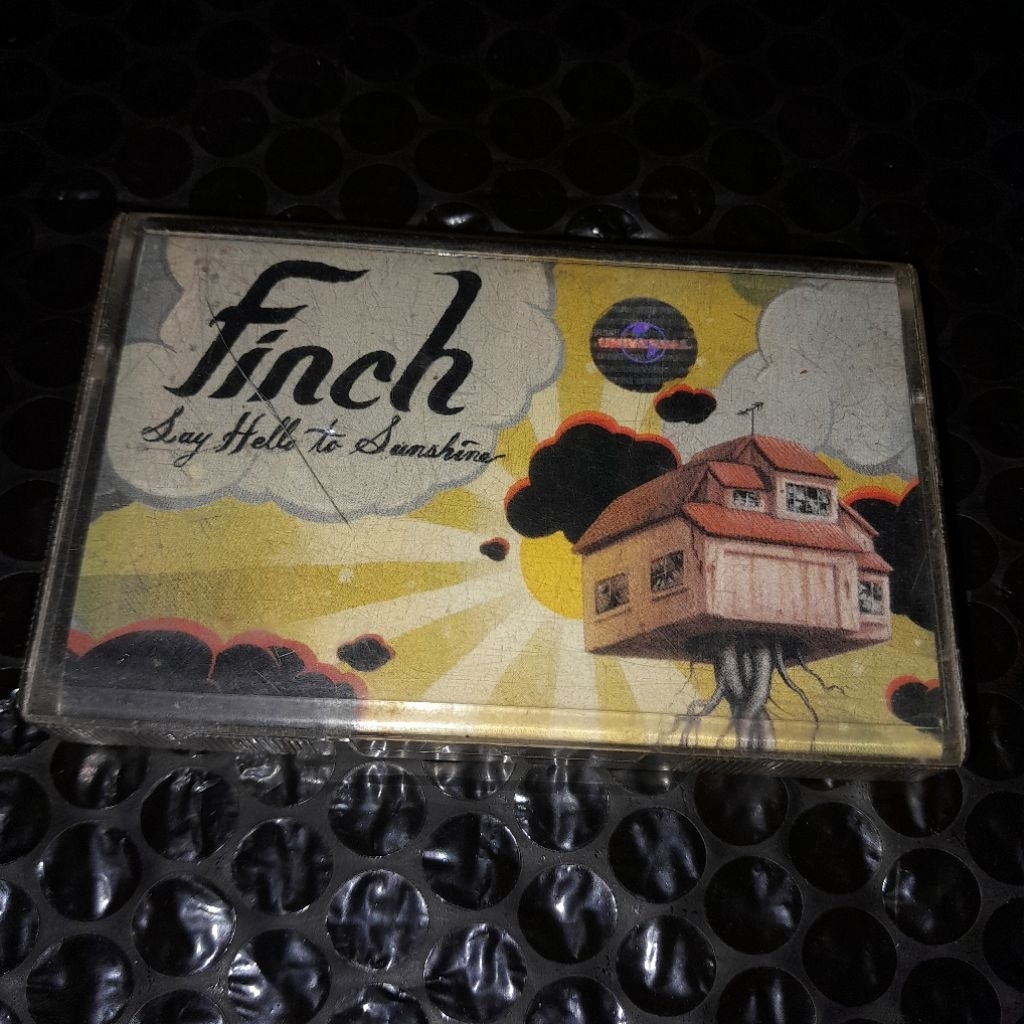 Finch
Say Hello to Sunshine
UNIVERSAL